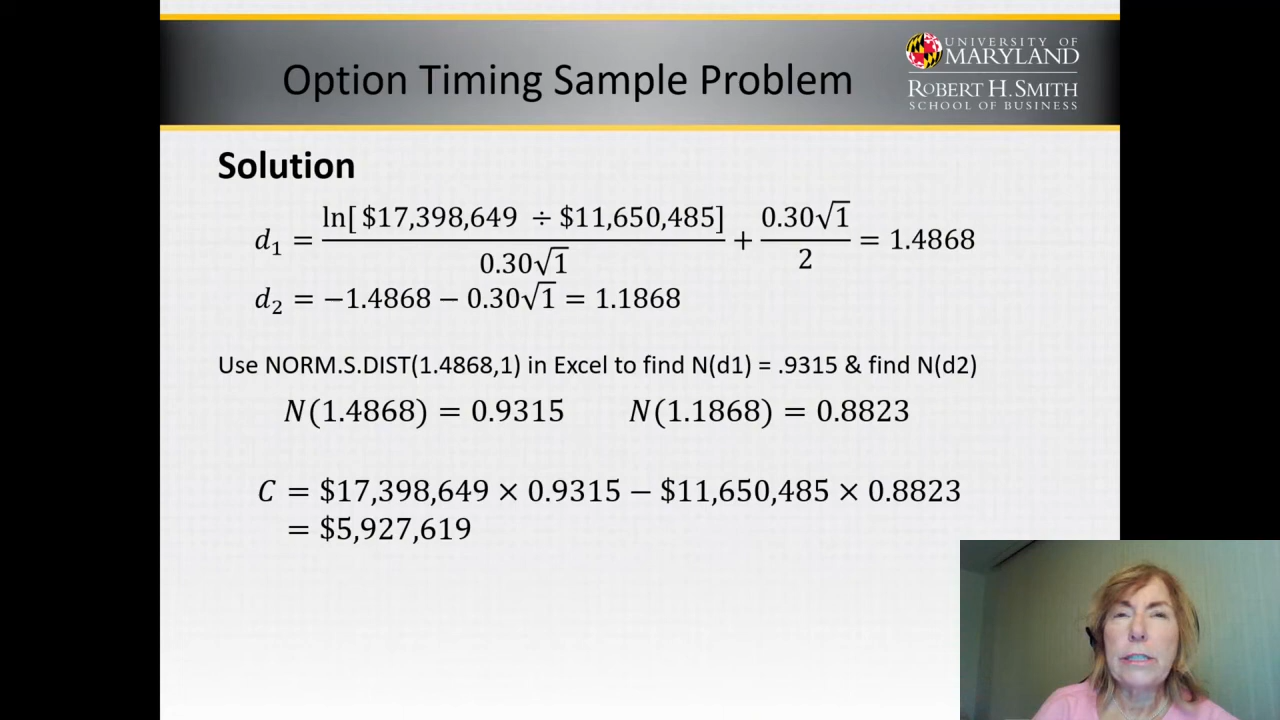 Option Timing Sample Problem
UNIVERSITY OF
MARYLAND
ROBERT H. SMITH
SCHOOL OF BUSINESS
Solution
d₁ = ln[ $17,398,649 ÷ $11,650,485] / 0.30√1 + 0.30√1 / 2 = 1.4868
d₂ = −1.4868 − 0.30√1 = 1.1868
Use NORM.S.DIST(1.4868,1) in Excel to find N(d1) = .9315 & find N(d2)
N(1.4868) = 0.9315 N(1.1868) = 0.8823
C = $17,398,649 × 0.9315 − $11,650,485 × 0.8823
= $5,927,619